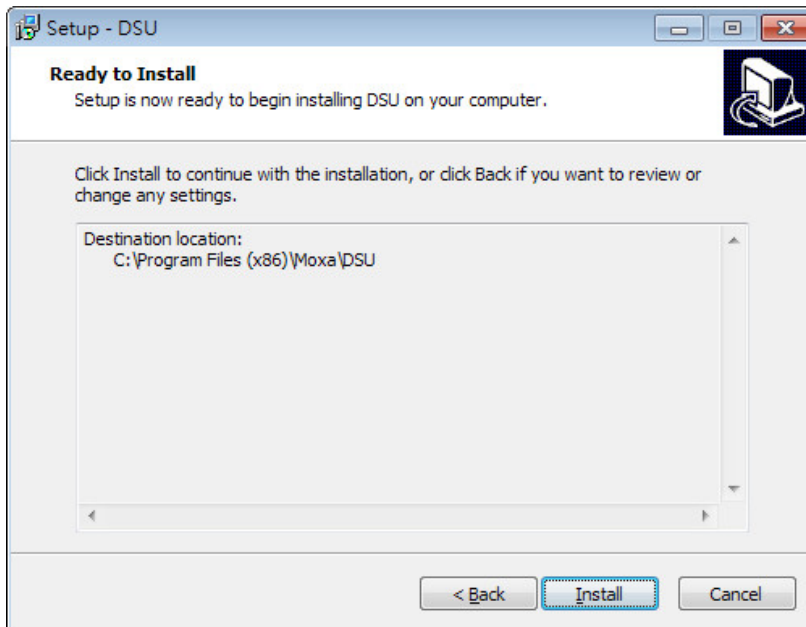 Setup - DSU
Ready to Install
Setup is now ready to begin installing DSU on your computer.
Click Install to continue with the installation, or click Back if you want to review or
change any settings.
Destination location:
C:\Program Files (x86)\Moxa\DSU
< Back
Install
Cancel